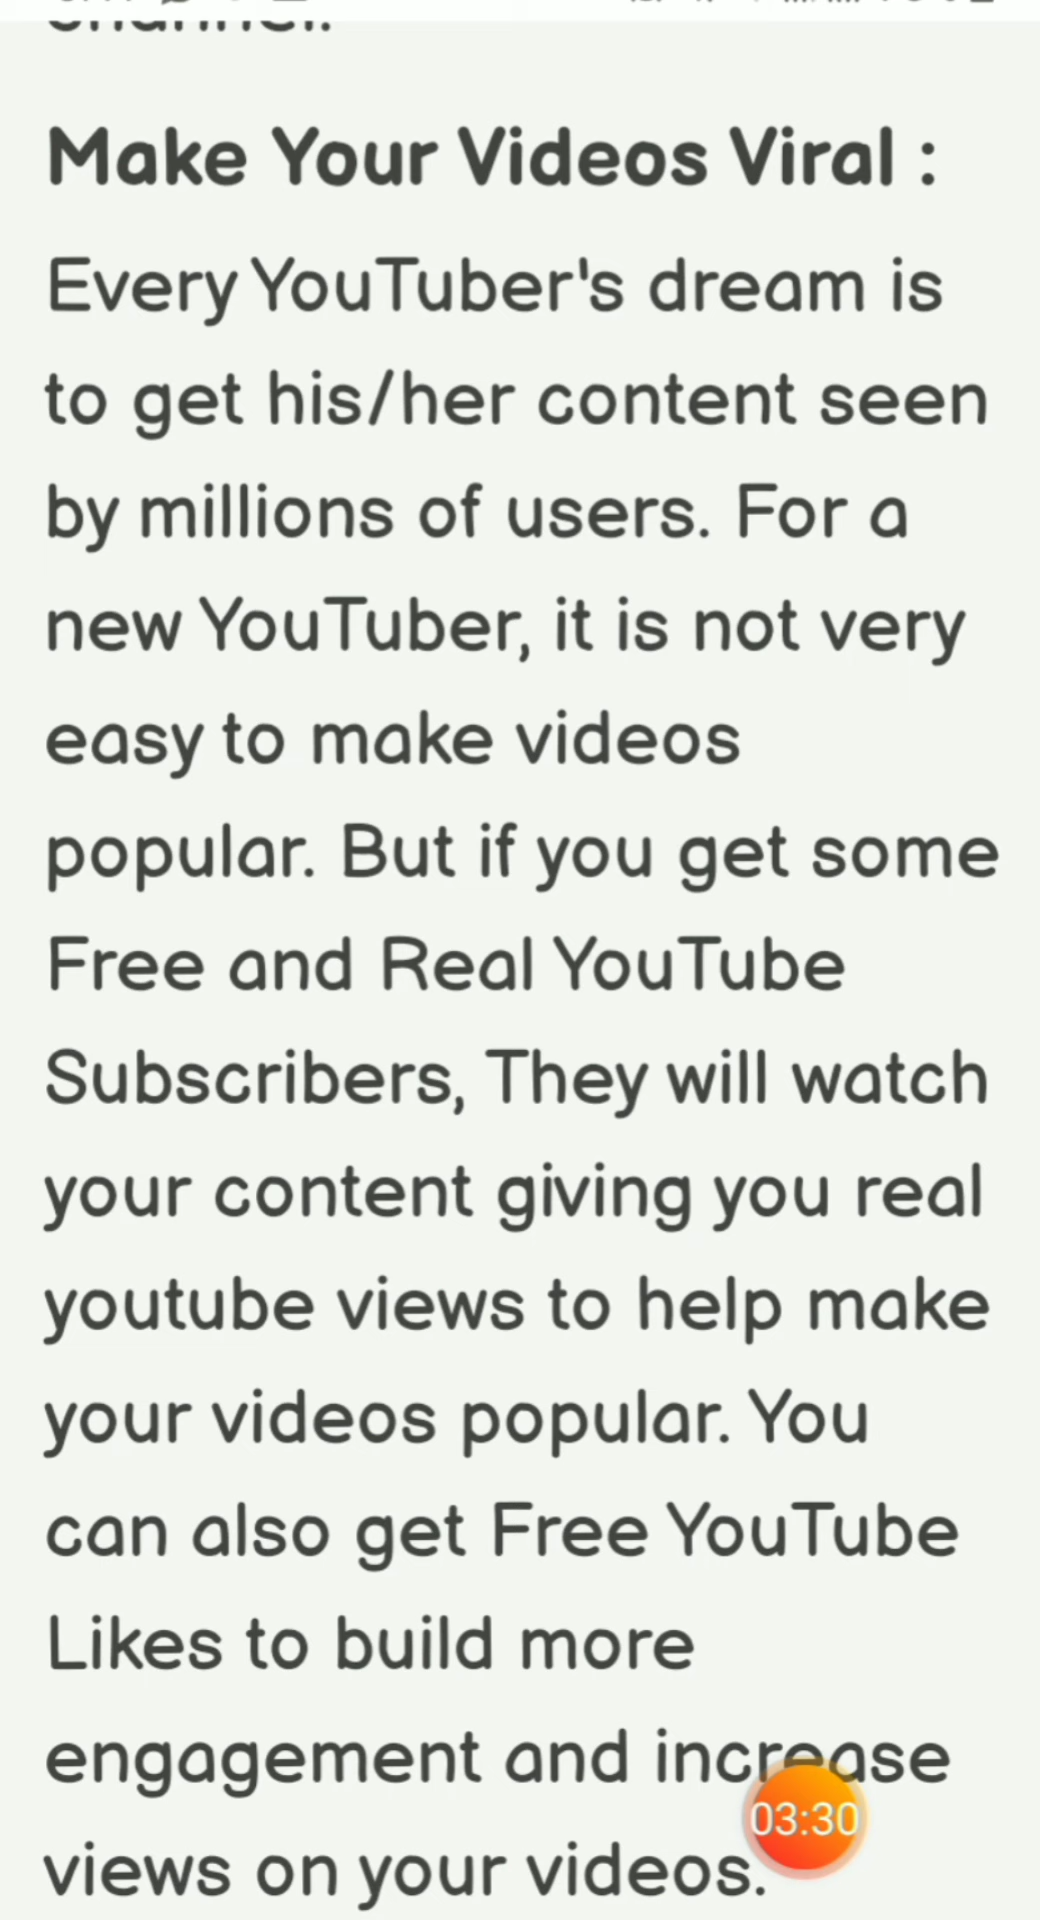 channel.
Make Your Videos Viral :
Every YouTuber's dream is
to get his/her content seen
by millions of users. For a
new YouTuber, it is not very
easy to make videos
popular. But if you get some
Free and Real YouTube
Subscribers, They will watch
your content giving you real
youtube views to help make
your videos popular. You
can also get Free YouTube
Likes to build more
engagement and increase
views on your videos.
03:30